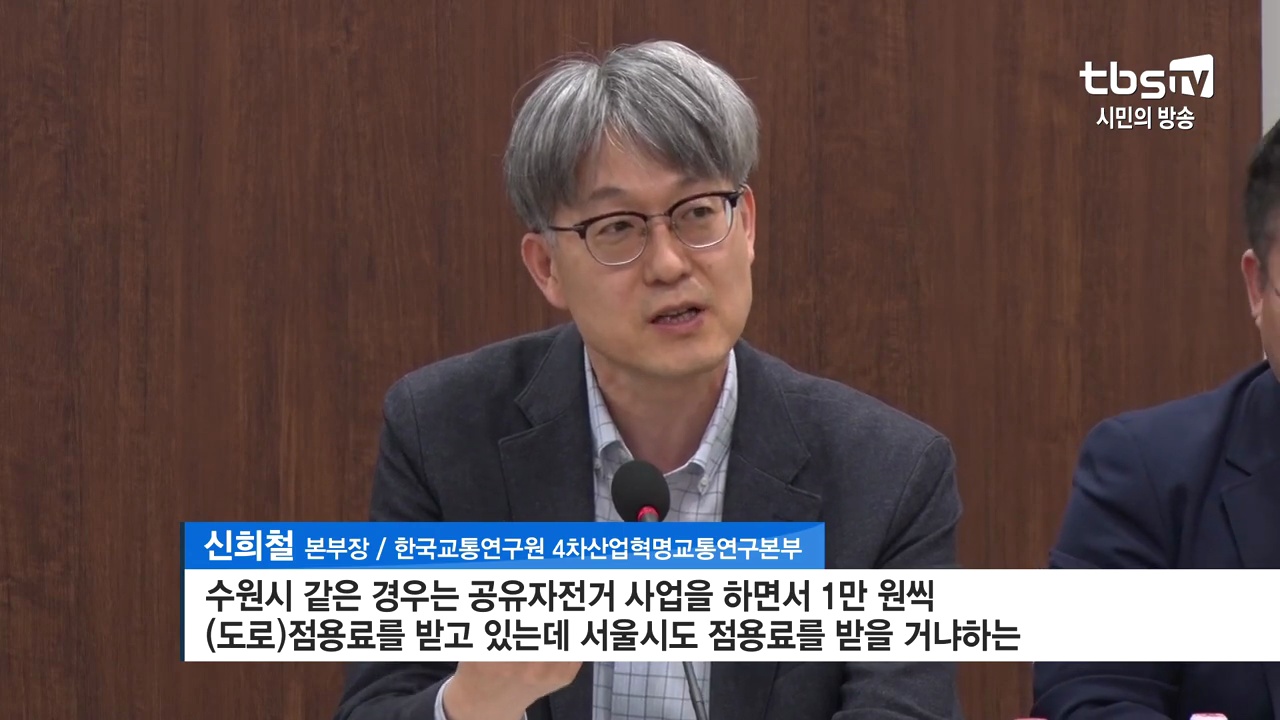 tbsTV
시민의 방송
신희철 본부장 / 한국교통연구원 4차산업혁명교통연구본부
수원시 같은 경우는 공유자전거 사업을 하면서 1만 원씩
(도로)점용료를 받고 있는데 서울시도 점용료를 받을 거냐하는